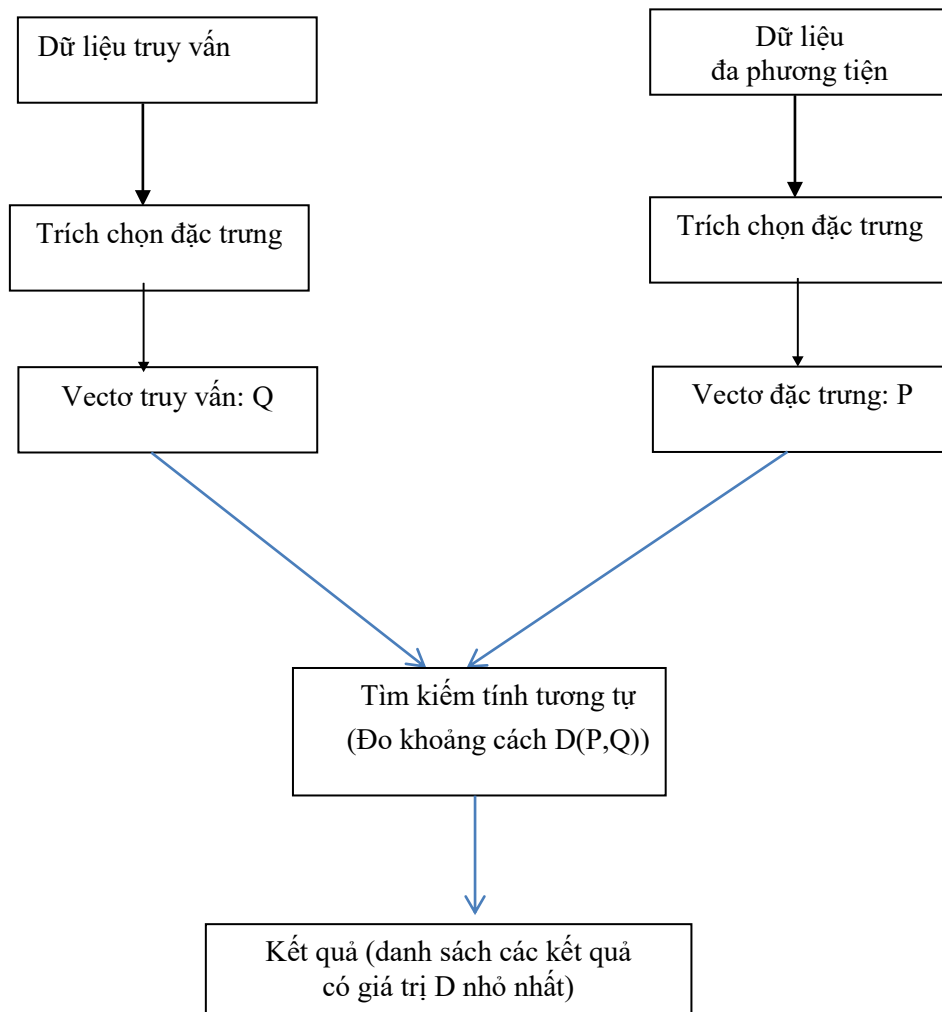 Dữ liệu truy vấn
Dữ liệu
đa phương tiện
Trích chọn đặc trưng
Trích chọn đặc trưng
Vectơ truy vấn: Q
Vectơ đặc trưng: P
Tìm kiếm tính tương tự
(Đo khoảng cách D(P,Q))
Kết quả (danh sách các kết quả
có giá trị D nhỏ nhất)